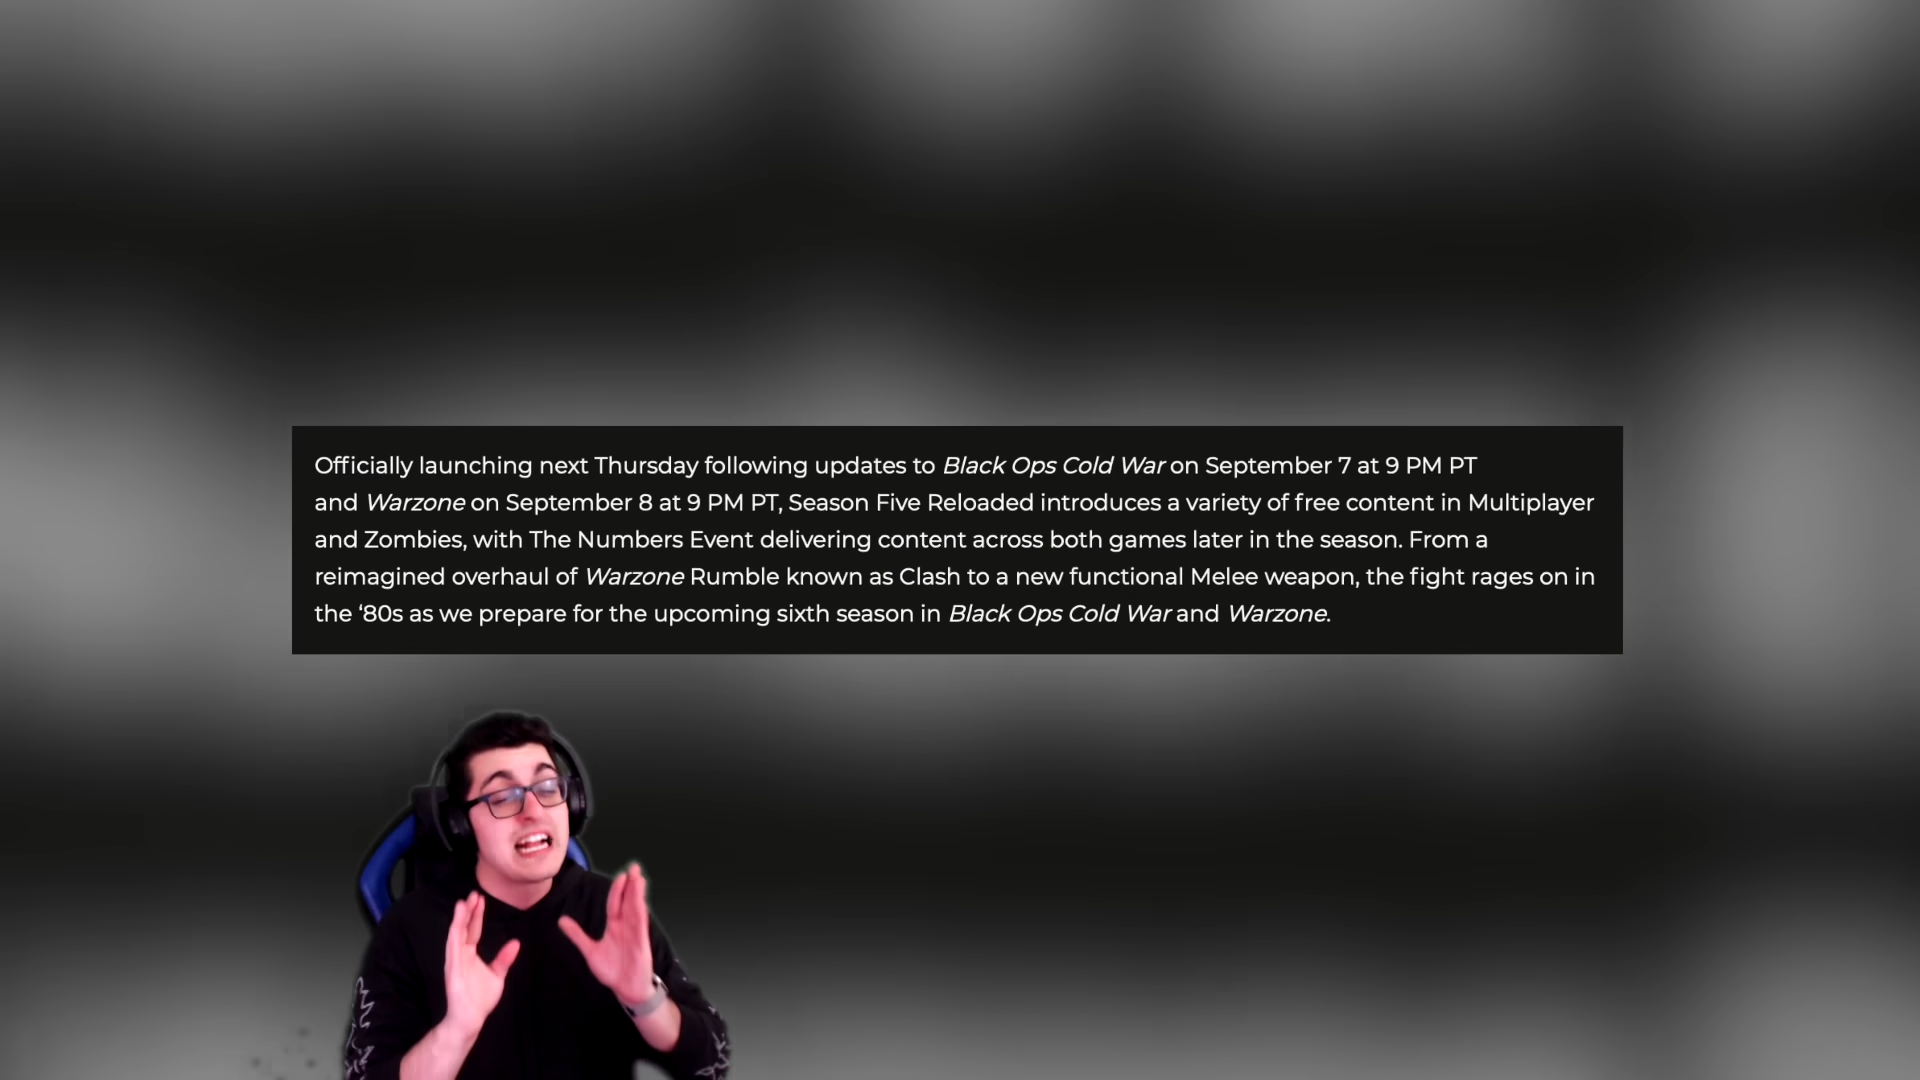 Officially launching next Thursday following updates to Black Ops Cold War on September 7 at 9 PM PT
and Warzone on September 8 at 9 PM PT, Season Five Reloaded introduces a variety of free content in Multiplayer
and Zombies, with The Numbers Event delivering content across both games later in the season. From a
reimagined overhaul of Warzone Rumble known as Clash to a new functional Melee weapon, the fight rages on in
the ‘80s as we prepare for the upcoming sixth season in Black Ops Cold War and Warzone.